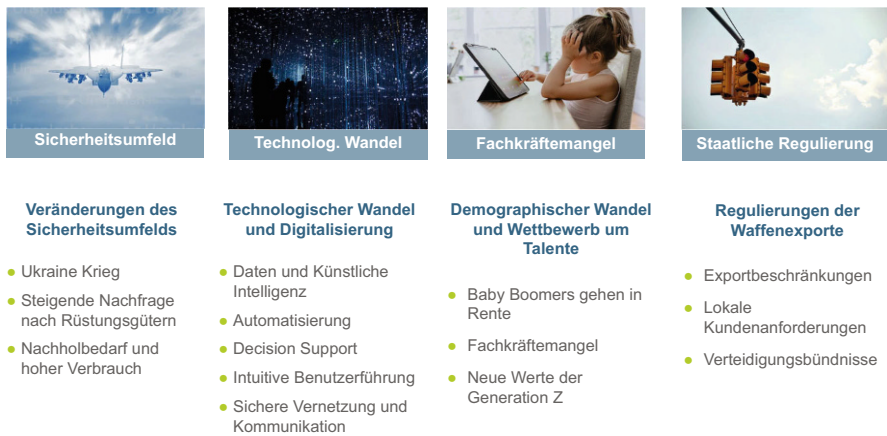 Sicherheitsumfeld
Technolog. Wandel
Fachkräftemangel
Staatliche Regulierung
Veränderungen des
Sicherheitsumfelds
● Ukraine Krieg
● Steigende Nachfrage
nach Rüstungsgütern
● Nachholbedarf und
hoher Verbrauch
Technologischer Wandel
und Digitalisierung
● Daten und Künstliche
Intelligenz
● Automatisierung
● Decision Support
● Intuitive Benutzerführung
● Sichere Vernetzung und
Kommunikation
Demographischer Wandel
und Wettbewerb um
Talente
● Baby Boomers gehen in
Rente
● Fachkräftemangel
● Neue Werte der
Generation Z
Regulierungen der
Waffenexporte
● Exportbeschränkungen
● Lokale
Kundenanforderungen
● Verteidigungsbündnisse